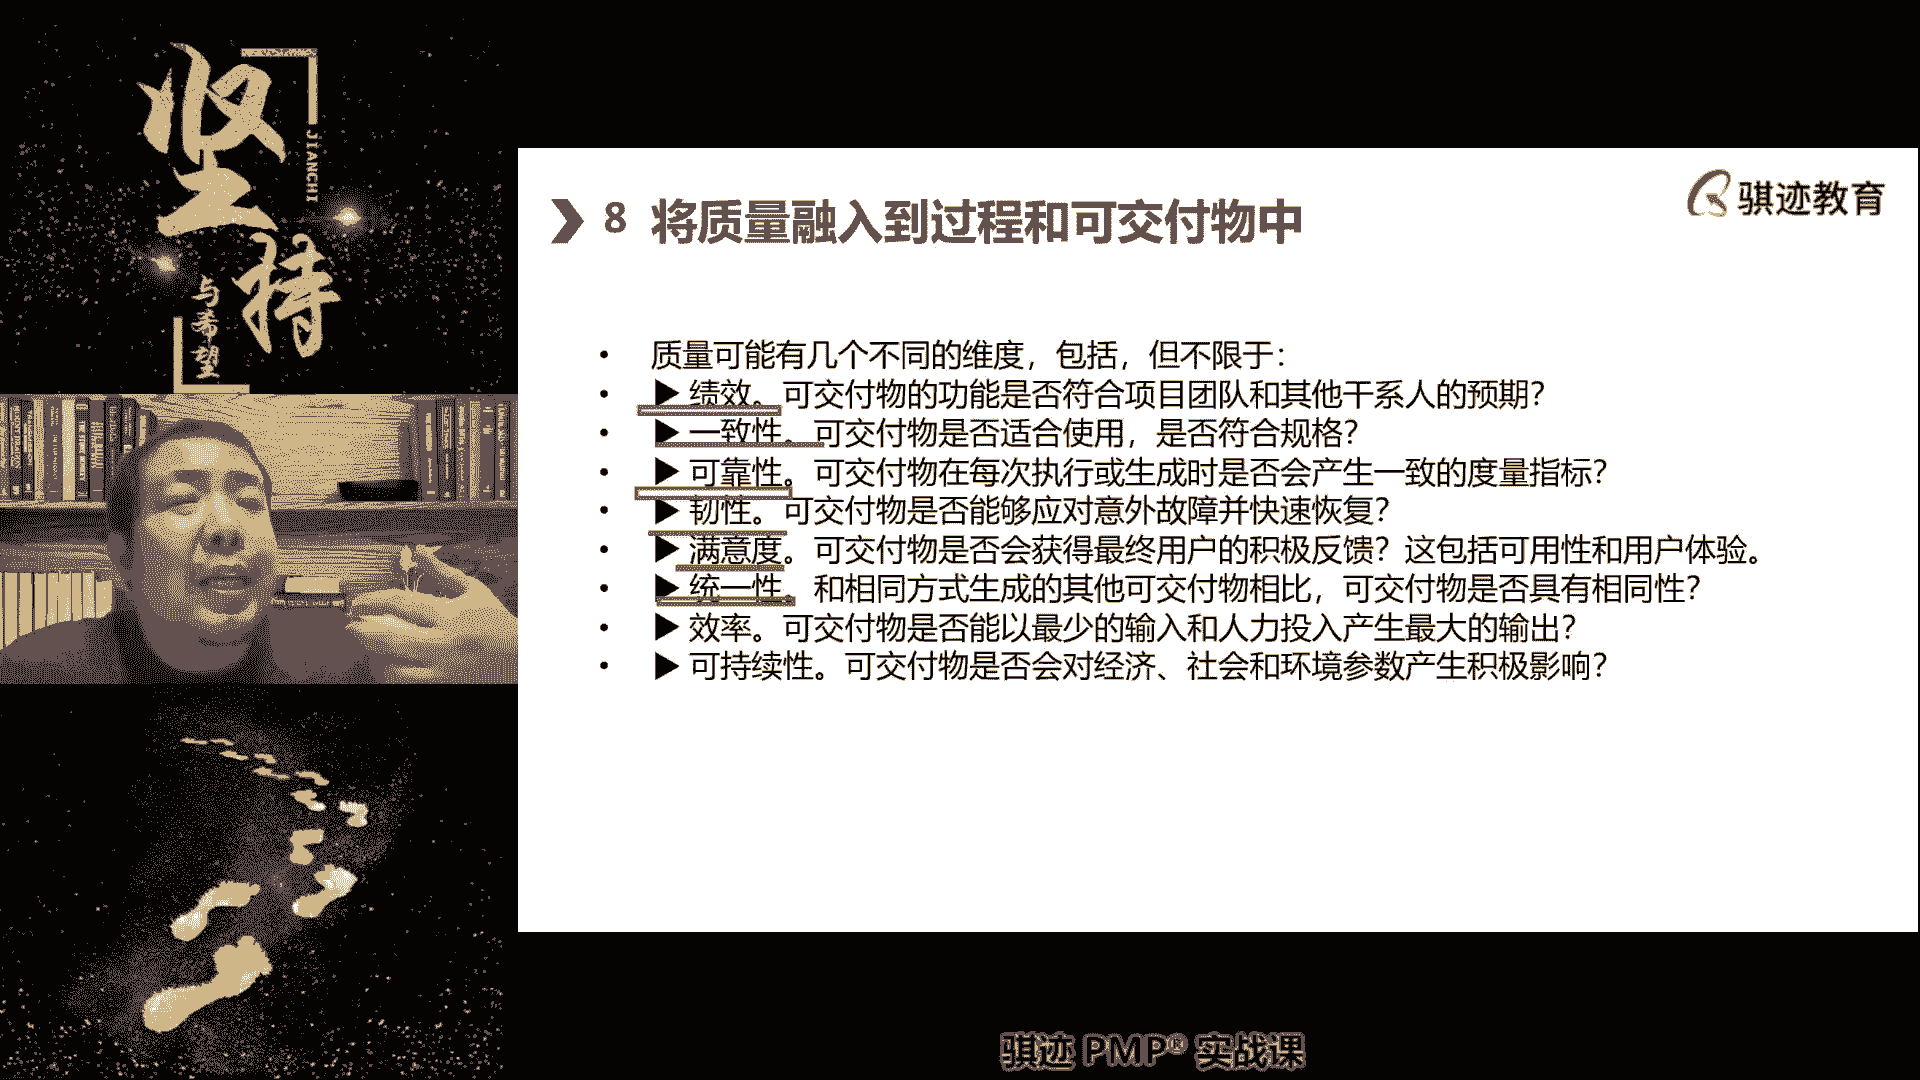 坚持
JIANCHI
与希望
骐迹教育
8 将质量融入到过程和可交付物中
• 质量可能有几个不同的维度，包括，但不限于：
• ▶ 绩效。可交付物的功能是否符合项目团队和其他干系人的预期？
• ▶ 一致性。可交付物是否适合使用，是否符合规格？
• ▶ 可靠性。可交付物在每次执行或生成时是否会产生一致的度量指标？
• ▶ 韧性。可交付物是否能够应对意外故障并快速恢复？
• ▶ 满意度。可交付物是否会获得最终用户的积极反馈？这包括可用性和用户体验。
• ▶ 统一性。和相同方式生成的其他可交付物相比，可交付物是否具有相同性？
• ▶ 效率。可交付物是否能以最少的输入和人力投入产生最大的输出？
• ▶ 可持续性。可交付物是否会对经济、社会和环境参数产生积极影响？
骐迹 PMP® 实战课